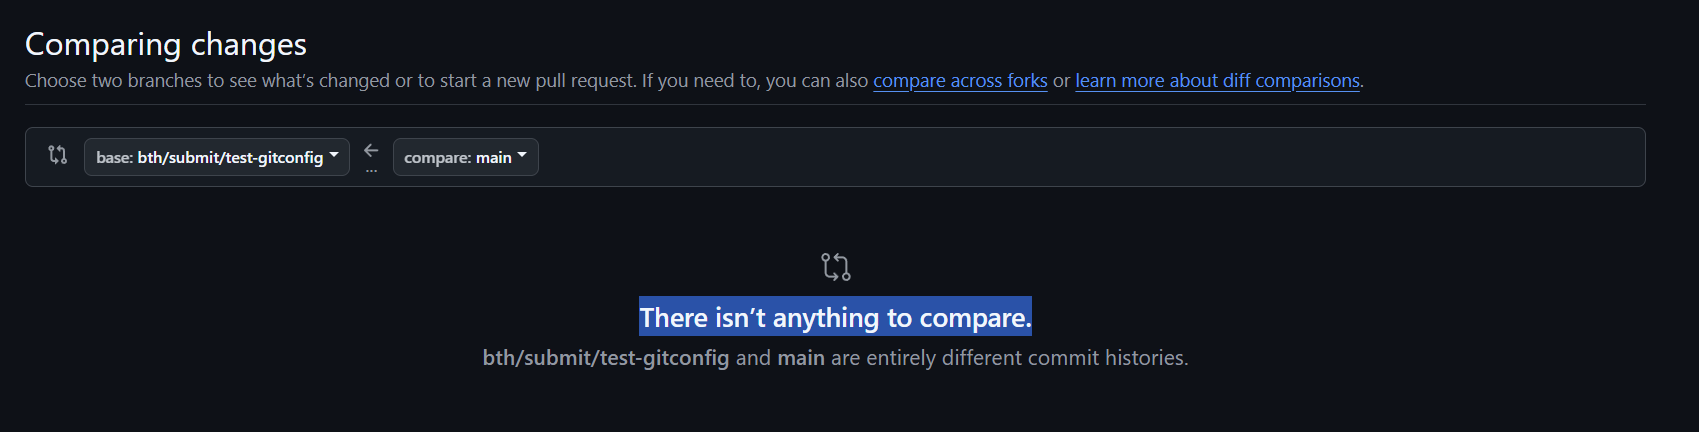 Comparing changes
Choose two branches to see what’s changed or to start a new pull request. If you need to, you can also compare across forks or learn more about diff comparisons.
base: bth/submit/test-gitconfig ← ... compare: main
There isn’t anything to compare.
bth/submit/test-gitconfig and main are entirely different commit histories.